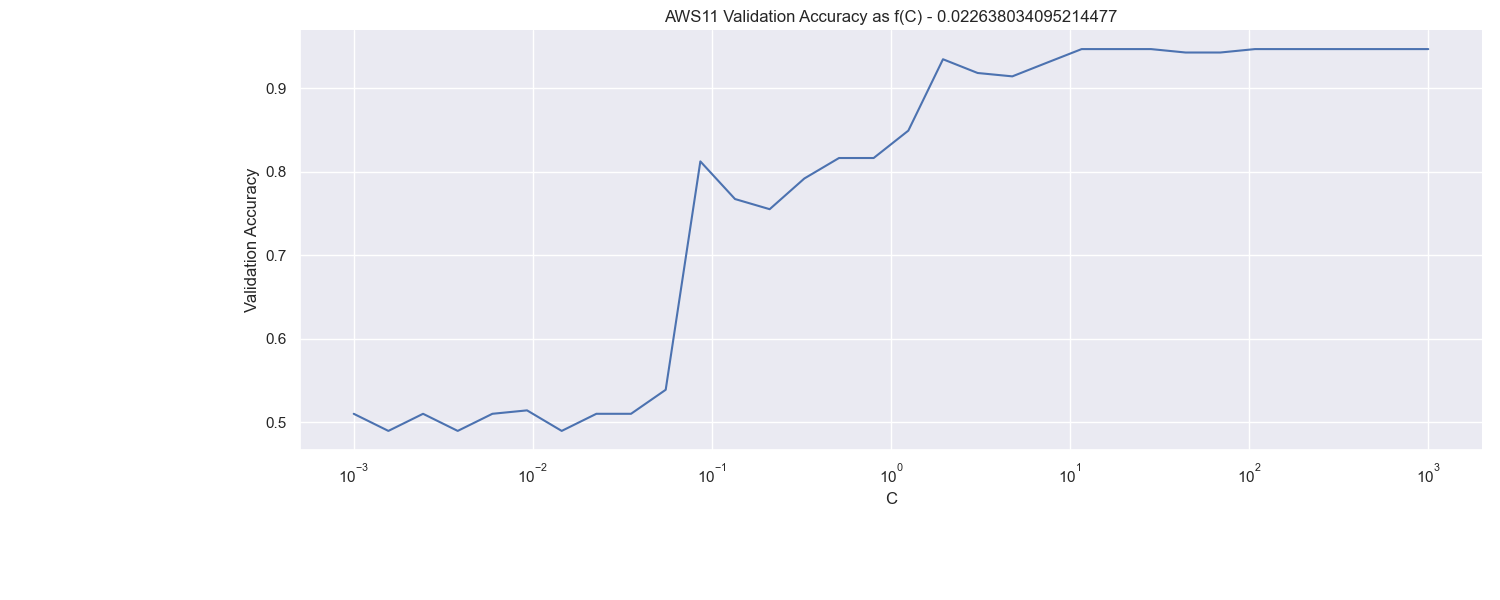 AWS11 Validation Accuracy as f(C) - 0.022638034095214477
Validation Accuracy
0.9
0.8
0.7
0.6
0.5
10⁻³ 10⁻² 10⁻¹ 10⁰ 10¹ 10² 10³
C